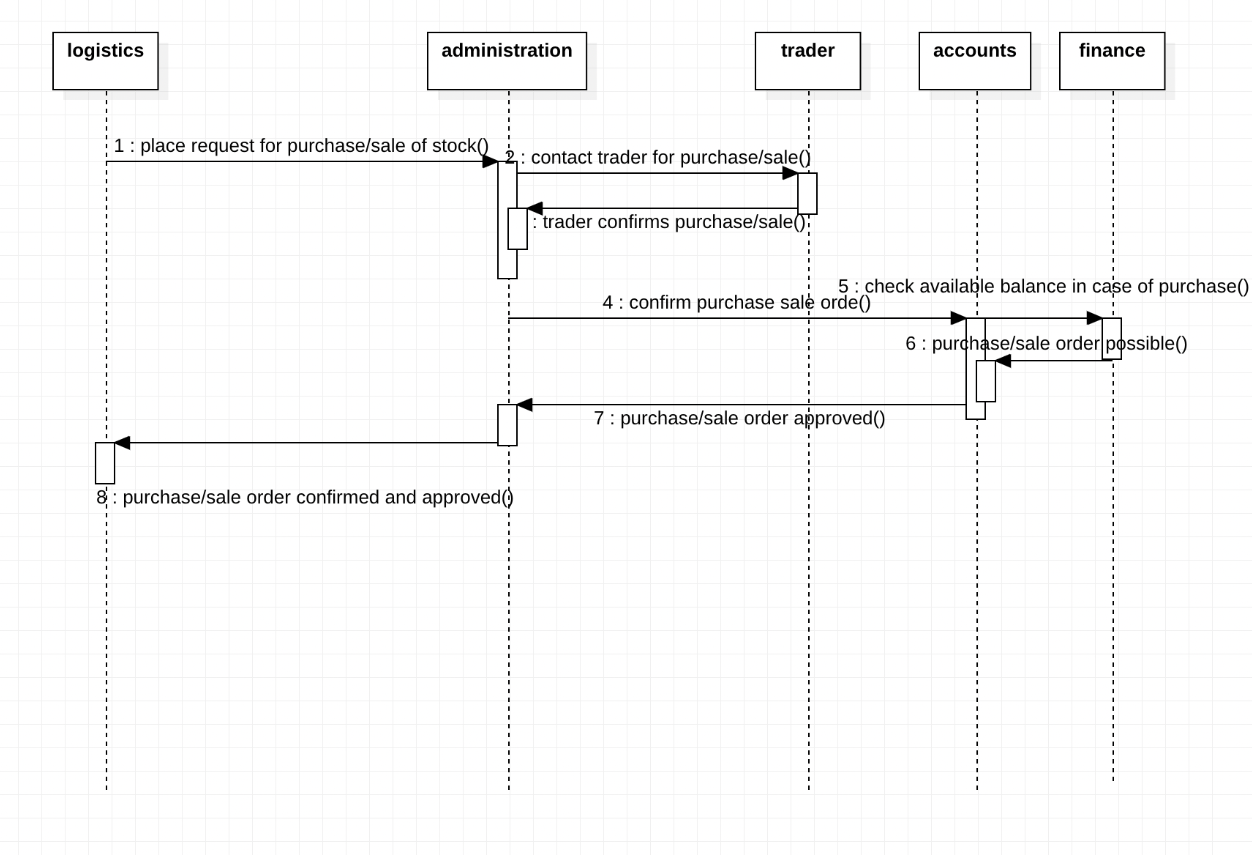 logistics
administration
trader
accounts
finance
1 : place request for purchase/sale of stock()
2 : contact trader for purchase/sale()
: trader confirms purchase/sale()
5 : check available balance in case of purchase()
4 : confirm purchase sale orde()
6 : purchase/sale order possible()
7 : purchase/sale order approved()
8 : purchase/sale order confirmed and approved()